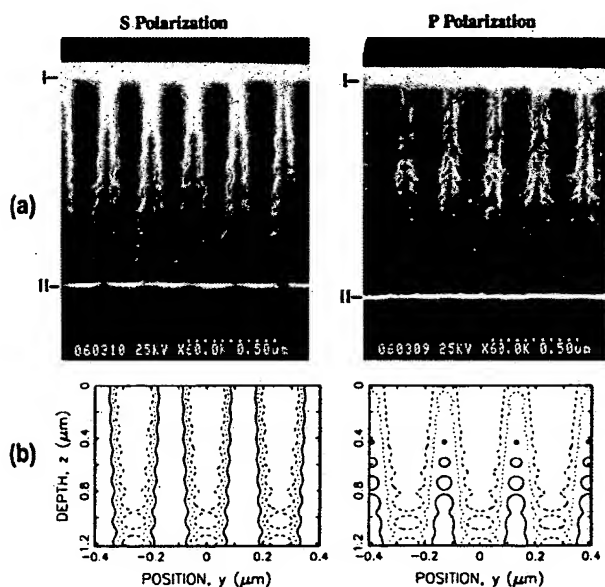 S Polarization
P Polarization
I
I
(a)
II
II
060310 25KV X60.0K 0.50um
060309 25KV X60.0K 0.50um
(b)
DEPTH, z (μm)
0
0.4
0.8
1.2
0
0.4
0.8
1.2
-0.4 -0.2 0 0.2 0.4
-0.4 -0.2 0 0.2 0.4
POSITION, y (μm)
POSITION, y (μm)